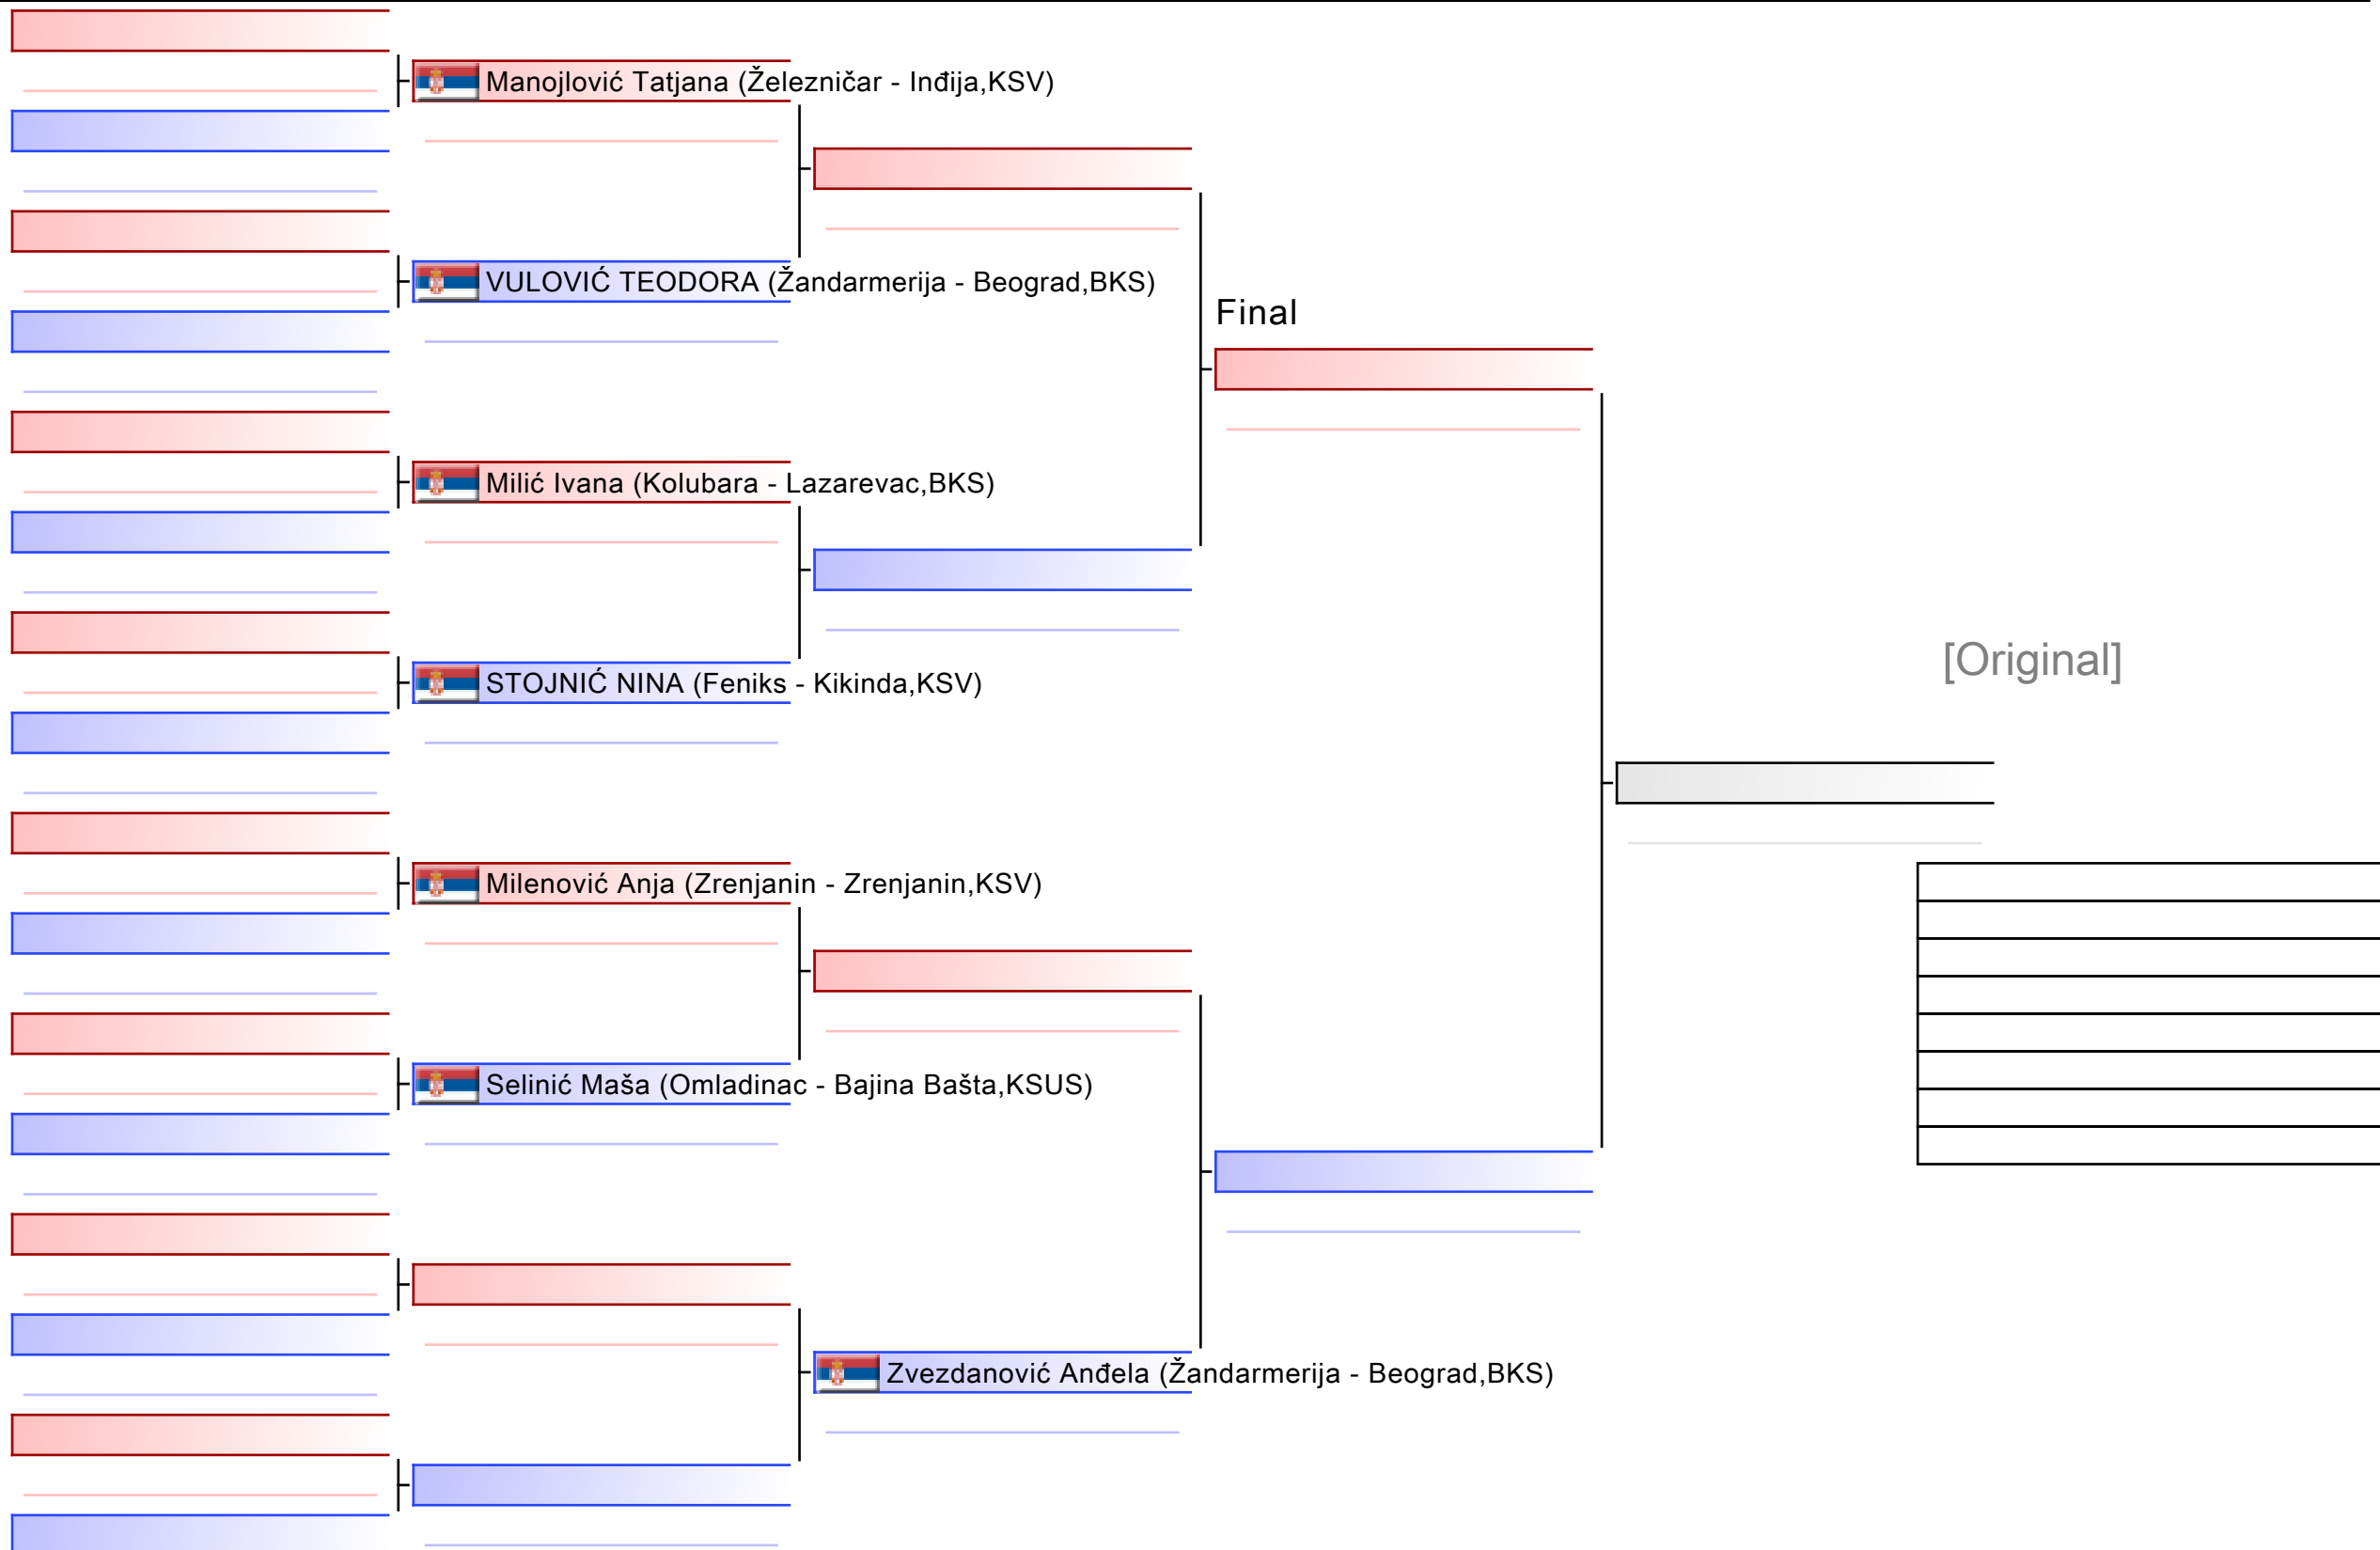 Manojlović Tatjana (Železničar - Inđija,KSV)
VULOVIĆ TEODORA (Žandarmerija - Beograd,BKS)
Final
Milić Ivana (Kolubara - Lazarevac,BKS)
[Original]
STOJNIĆ NINA (Feniks - Kikinda,KSV)
Milenović Anja (Zrenjanin - Zrenjanin,KSV)
Selinić Maša (Omladinac - Bajina Bašta,KSUS)
Zvezdanović Anđela (Žandarmerija - Beograd,BKS)